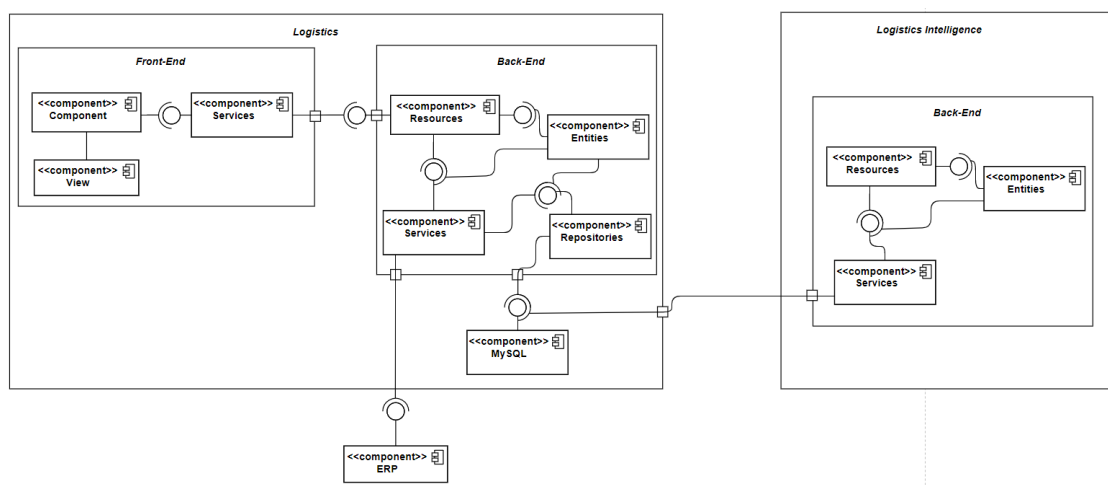 Logistics
Front-End
<<component>>
Component
<<component>>
Services
<<component>>
View
Back-End
<<component>>
Resources
<<component>>
Entities
<<component>>
Services
<<component>>
Repositories
<<component>>
MySQL
<<component>>
ERP
Logistics Intelligence
Back-End
<<component>>
Resources
<<component>>
Entities
<<component>>
Services